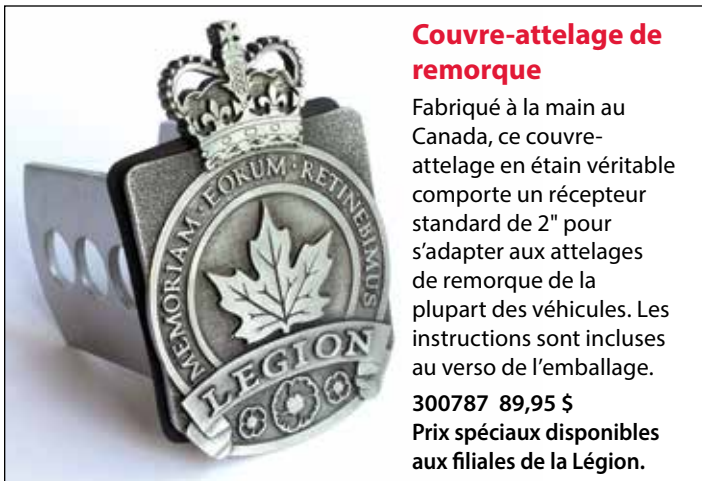 Couvre-attelage de
remorque
Fabriqué à la main au
Canada, ce couvre-
attelage en étain véritable
comporte un récepteur
standard de 2" pour
s’adapter aux attelages
de remorque de la
plupart des véhicules. Les
instructions sont incluses
au verso de l’emballage.
300787 89,95 $
Prix spéciaux disponibles
aux filiales de la Légion.
MEMORIAM · EORUM · RETINEBIMUS
LEGION